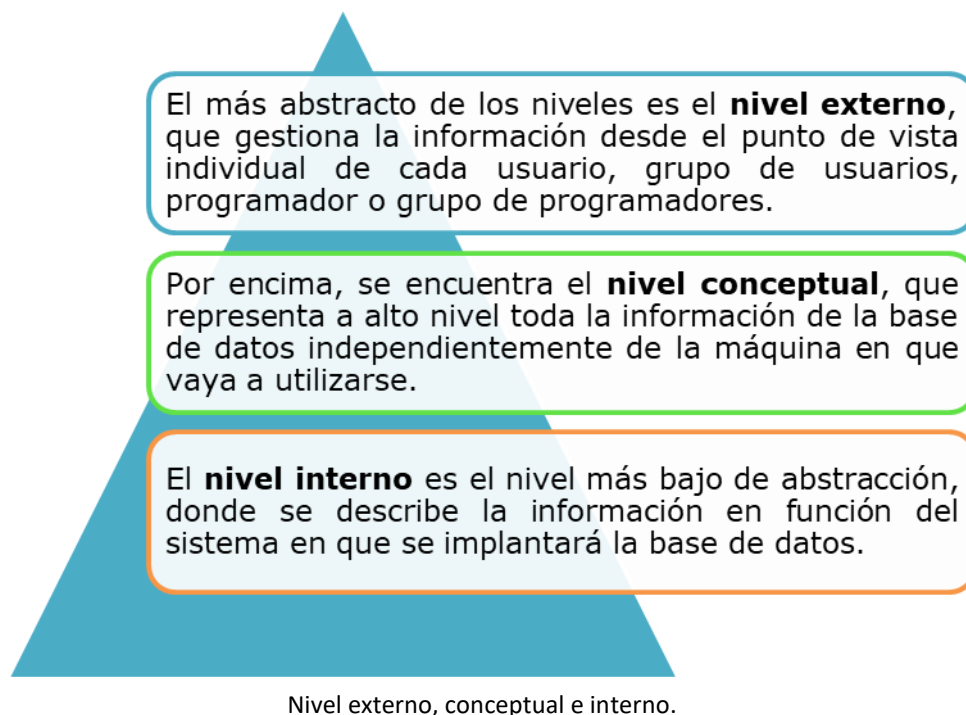 El más abstracto de los niveles es el nivel externo,
que gestiona la información desde el punto de vista
individual de cada usuario, grupo de usuarios,
programador o grupo de programadores.
Por encima, se encuentra el nivel conceptual, que
representa a alto nivel toda la información de la base
de datos independientemente de la máquina en que
vaya a utilizarse.
El nivel interno es el nivel más bajo de abstracción,
donde se describe la información en función del
sistema en que se implantará la base de datos.
Nivel externo, conceptual e interno.